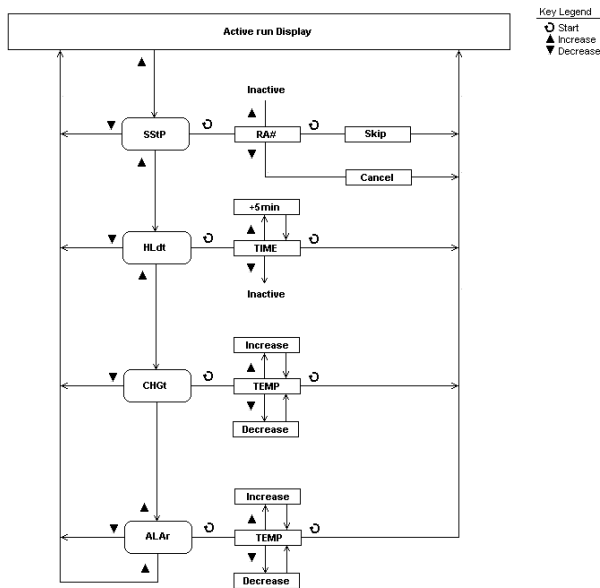 Key Legend
Start
Increase
Decrease
Active run Display
Inactive
SStP
RA#
Skip
Cancel
+5min
HLdt
TIME
Inactive
Increase
CHGt
TEMP
Decrease
Increase
ALAr
TEMP
Decrease